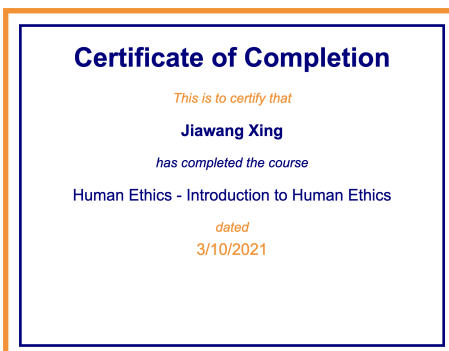 Certificate of Completion
This is to certify that
Jiawang Xing
has completed the course
Human Ethics - Introduction to Human Ethics
dated
3/10/2021